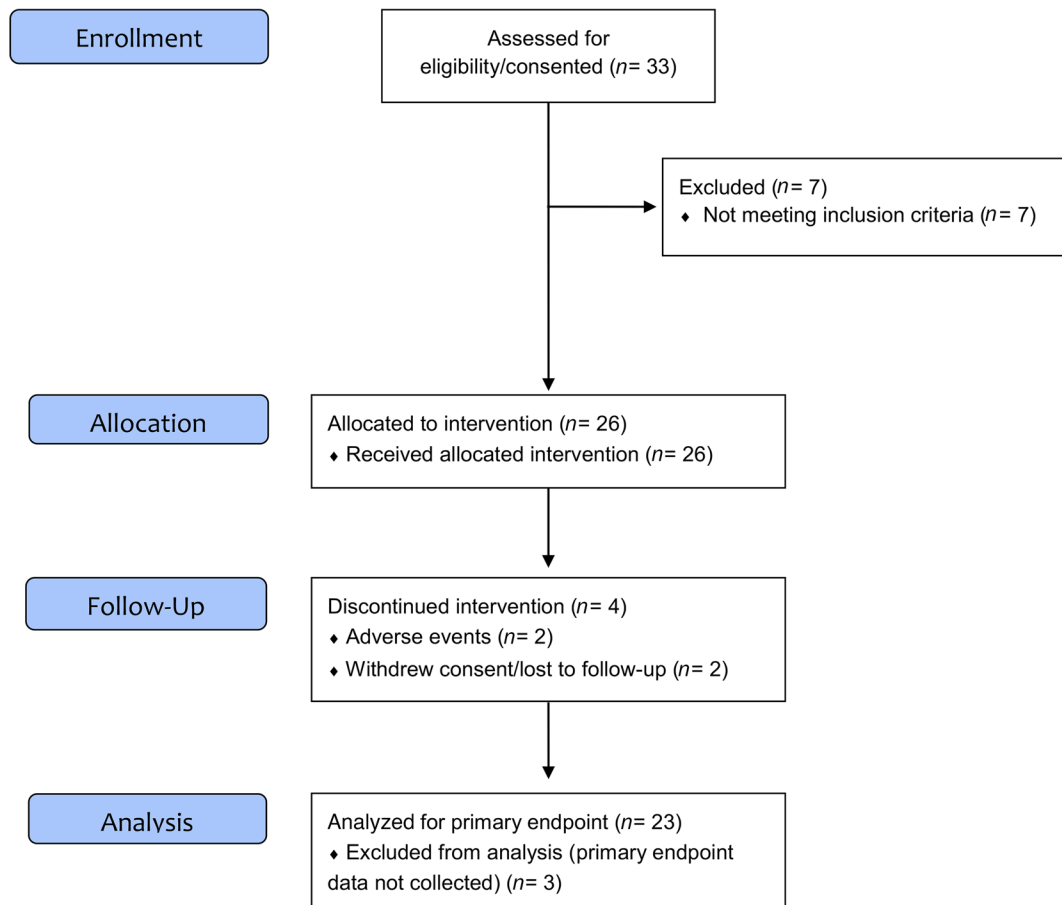 Enrollment
Assessed for
eligibility/consented (n= 33)
Excluded (n= 7)
♦ Not meeting inclusion criteria (n= 7)
Allocation
Allocated to intervention (n= 26)
♦ Received allocated intervention (n= 26)
Follow-Up
Discontinued intervention (n= 4)
♦ Adverse events (n= 2)
♦ Withdrew consent/lost to follow-up (n= 2)
Analysis
Analyzed for primary endpoint (n= 23)
♦ Excluded from analysis (primary endpoint
data not collected) (n= 3)